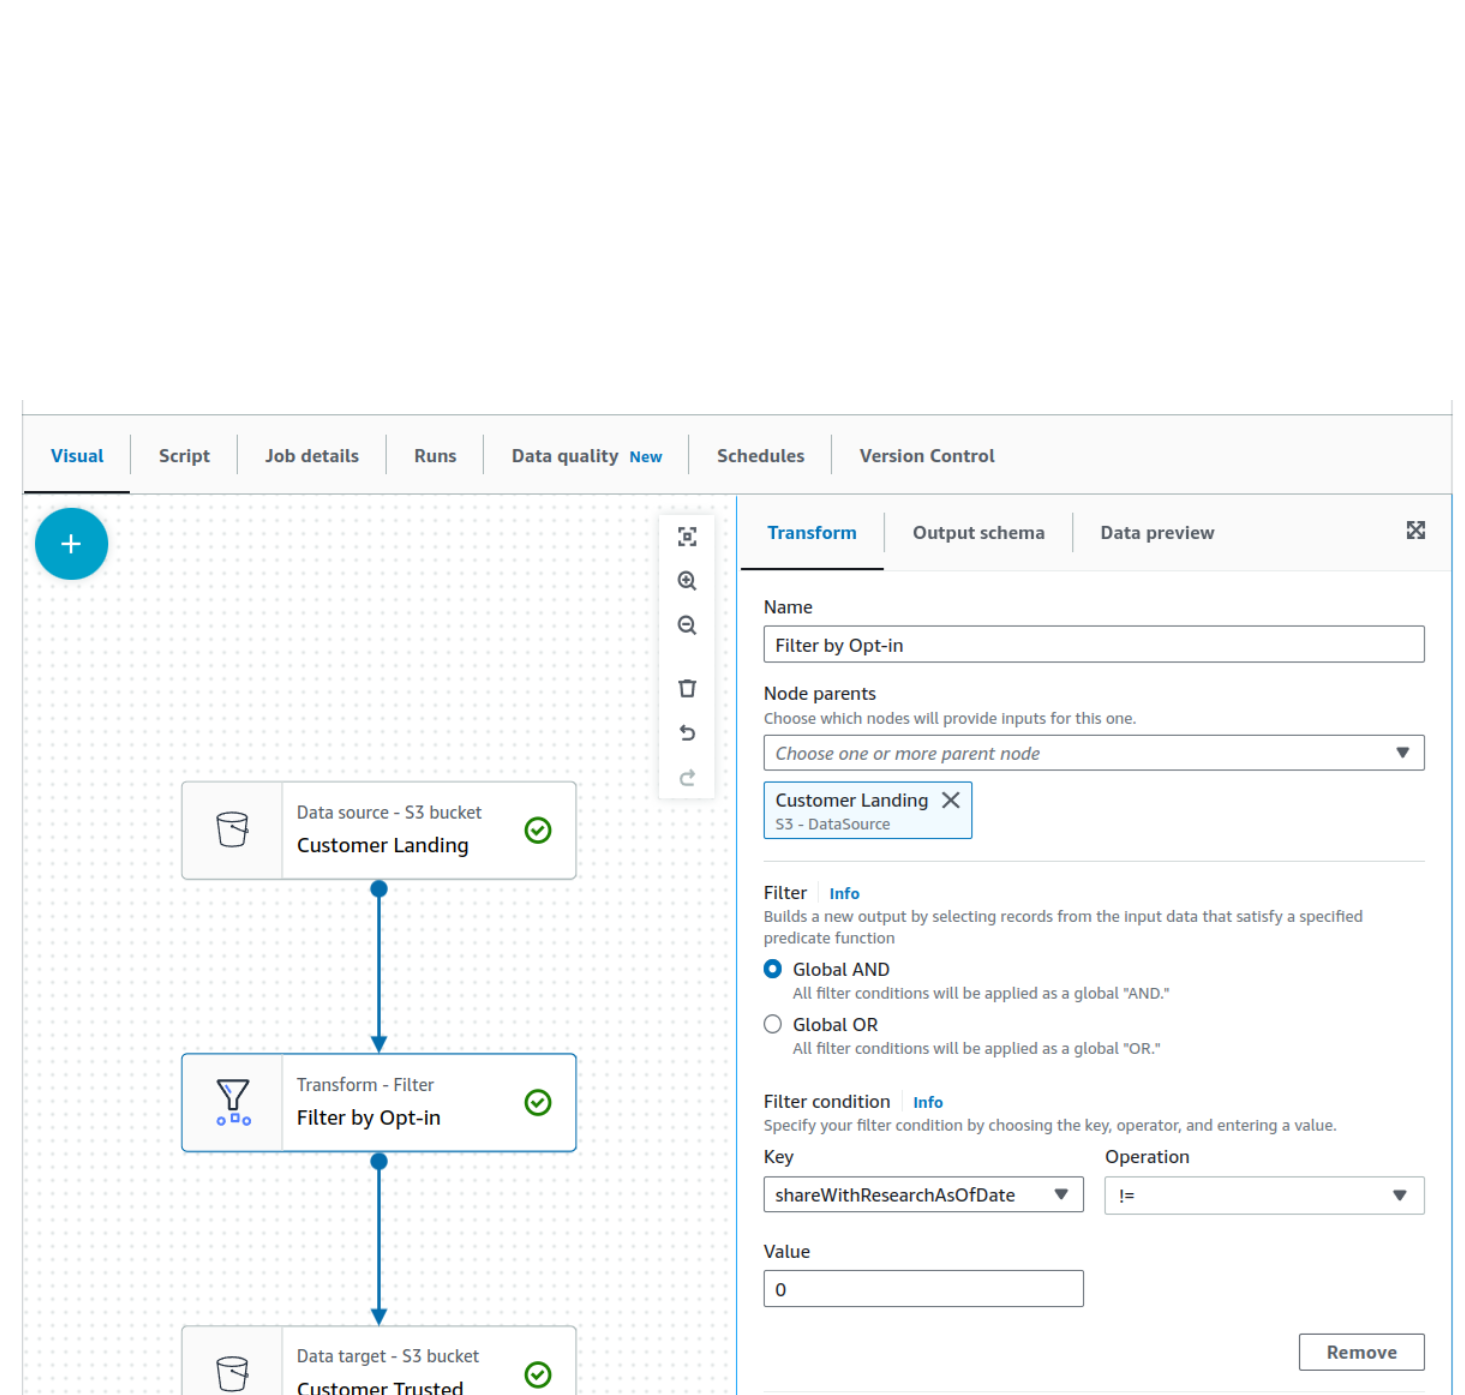 Visual Script Job details Runs Data quality New Schedules Version Control
+
Data source - S3 bucket
Customer Landing
Transform - Filter
Filter by Opt-in
Data target - S3 bucket
Customer Trusted
Transform Output schema Data preview
Name
Filter by Opt-in
Node parents
Choose which nodes will provide inputs for this one.
Choose one or more parent node
Customer Landing
S3 - DataSource
Filter Info
Builds a new output by selecting records from the input data that satisfy a specified
predicate function
Global AND
All filter conditions will be applied as a global "AND."
Global OR
All filter conditions will be applied as a global "OR."
Filter condition Info
Specify your filter condition by choosing the key, operator, and entering a value.
Key Operation
shareWithResearchAsOfDate !=
Value
0
Remove